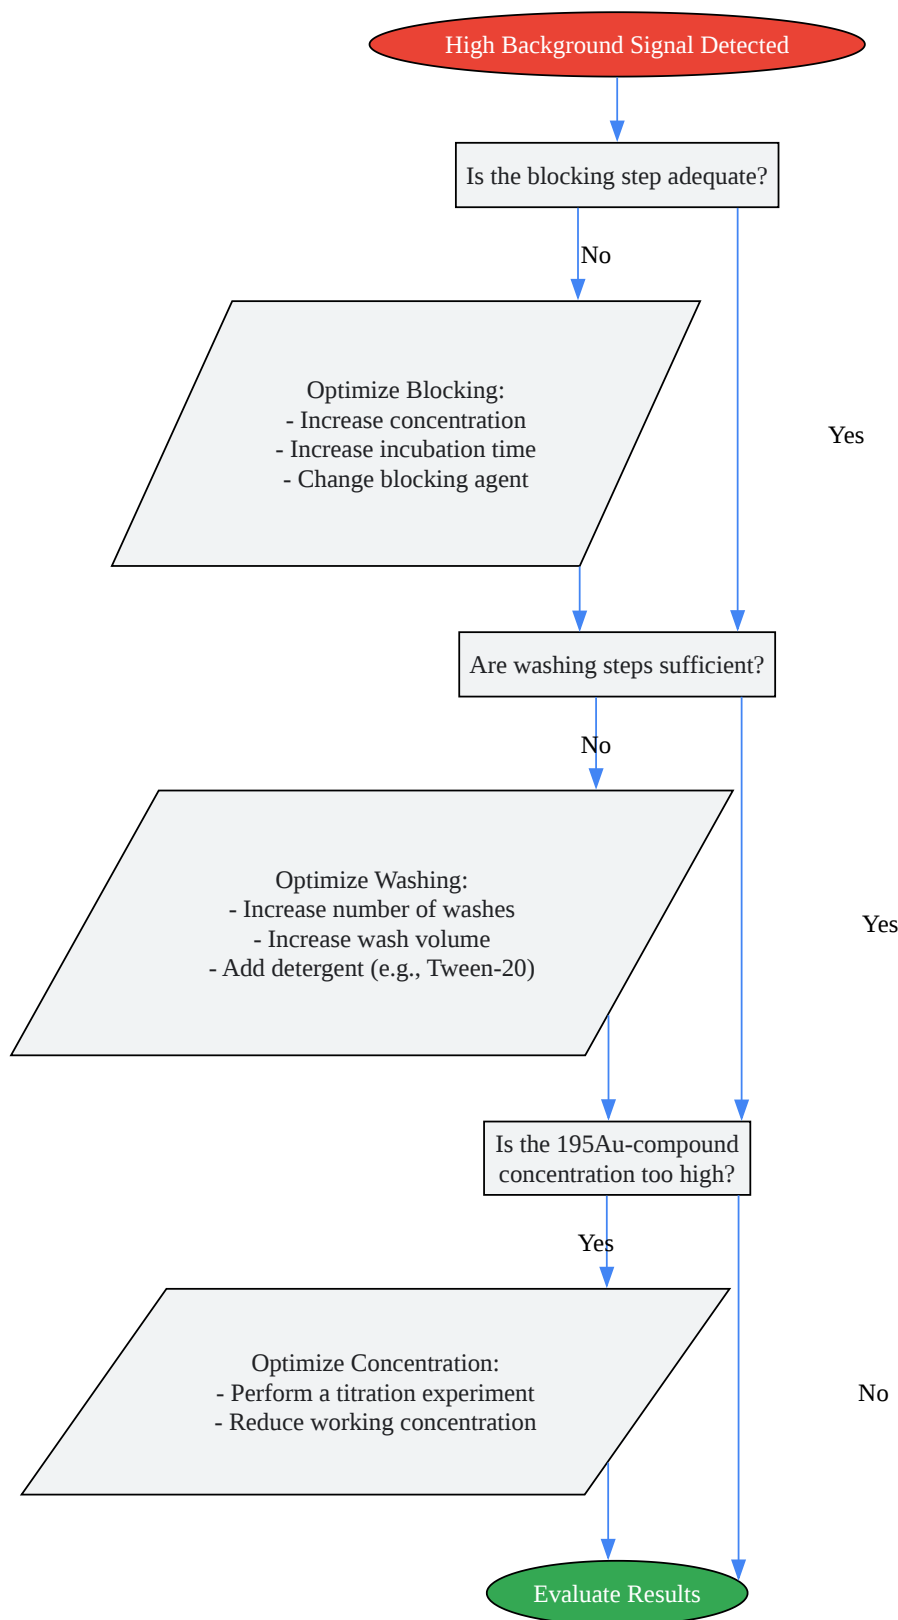 High Background Signal Detected
Is the blocking step adequate?
No
Optimize Blocking:
- Increase concentration
- Increase incubation time
- Change blocking agent
Yes
Are washing steps sufficient?
No
Optimize Washing:
- Increase number of washes
- Increase wash volume
- Add detergent (e.g., Tween-20)
Yes
Is the 195Au-compound
concentration too high?
Yes
Optimize Concentration:
- Perform a titration experiment
- Reduce working concentration
No
Evaluate Results